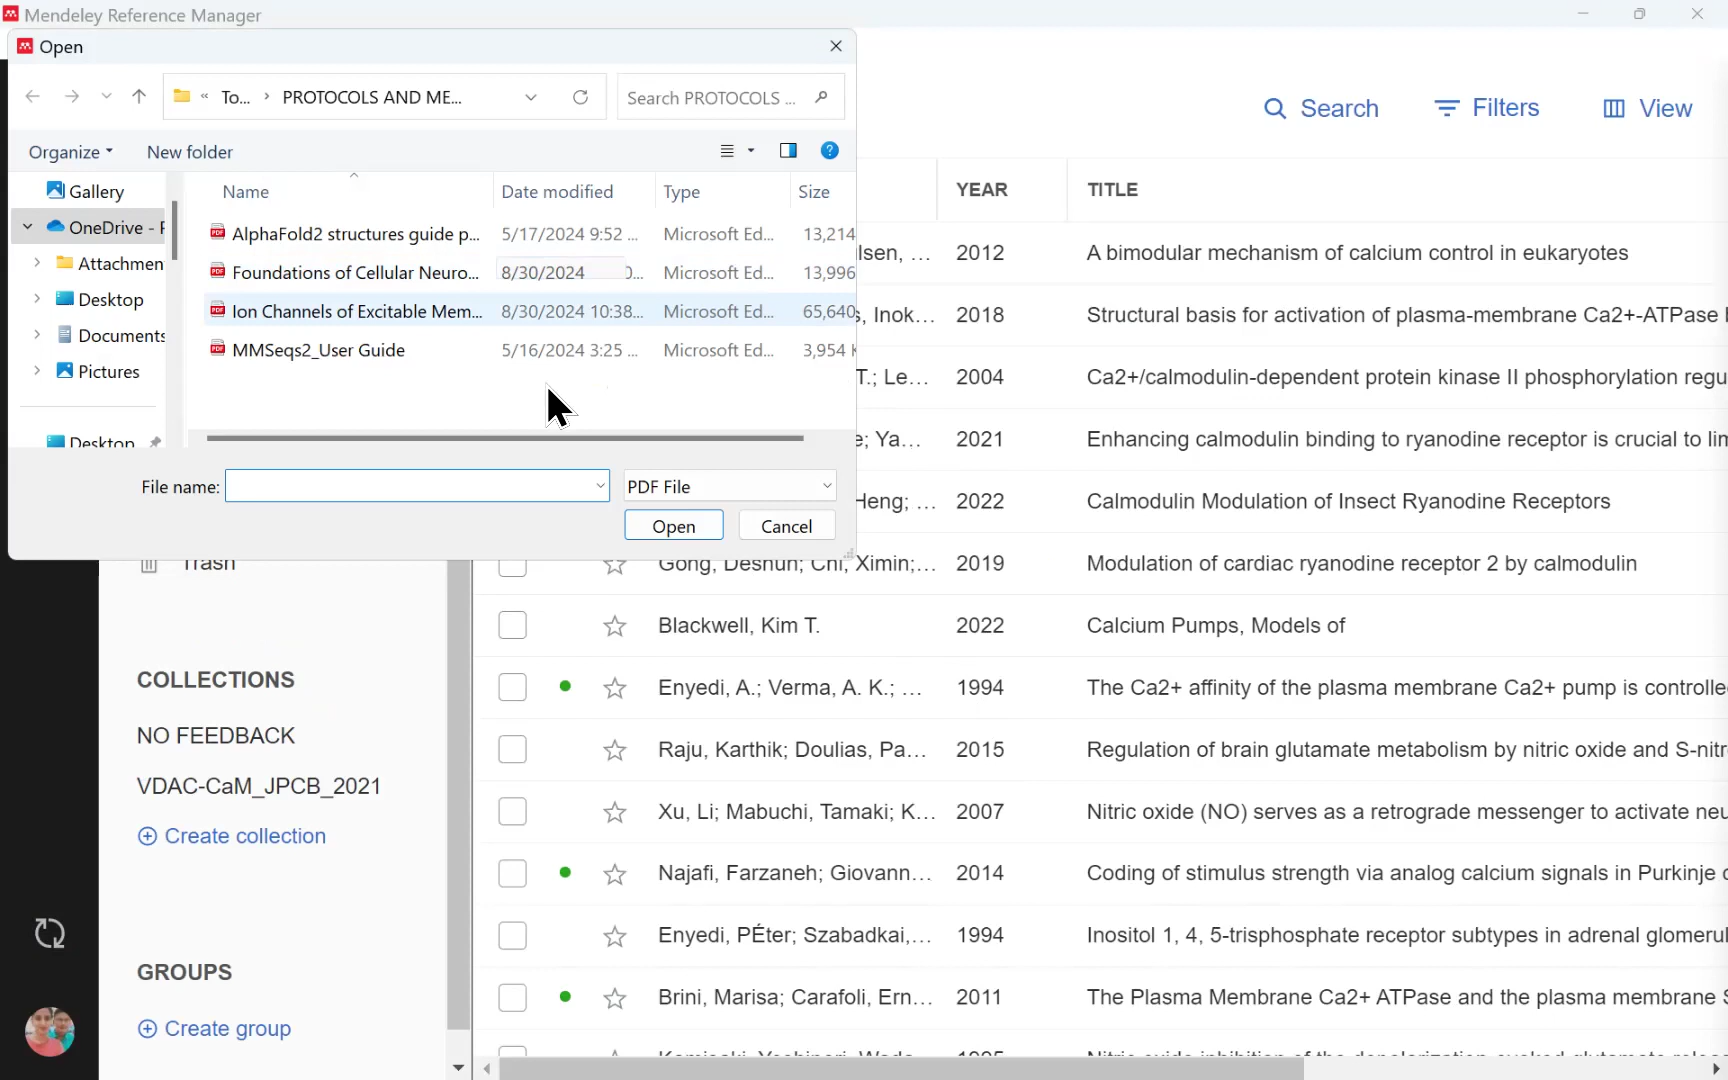 Mendeley Reference Manager
Open
« To... > PROTOCOLS AND ME...
Search PROTOCOLS ...
Organize
New folder
Gallery
OneDrive -
Attachmen
Desktop
Documents
Pictures
Desktop
Name Date modified Type Size
AlphaFold2 structures guide p... 5/17/2024 9:52 ... Microsoft Ed... 13,214
Foundations of Cellular Neuro... 8/30/2024 Microsoft Ed... 13,996
Ion Channels of Excitable Mem... 8/30/2024 10:38... Microsoft Ed... 65,640
MMSeqs2_User Guide 5/16/2024 3:25 ... Microsoft Ed... 3,954
File name:
PDF File
Open
Cancel
Search
Filters
View
YEAR TITLE
lsen, ... 2012 A bimodular mechanism of calcium control in eukaryotes
, Inok... 2018 Structural basis for activation of plasma-membrane Ca2+-ATPase
T.; Le... 2004 Ca2+/calmodulin-dependent protein kinase II phosphorylation regu
; Ya... 2021 Enhancing calmodulin binding to ryanodine receptor is crucial to lim
Heng; ... 2022 Calmodulin Modulation of Insect Ryanodine Receptors
Gong, Deshun; Chi, Ximin;... 2019 Modulation of cardiac ryanodine receptor 2 by calmodulin
Blackwell, Kim T. 2022 Calcium Pumps, Models of
Enyedi, A.; Verma, A. K.; ... 1994 The Ca2+ affinity of the plasma membrane Ca2+ pump is controlle
Raju, Karthik; Doulias, Pa... 2015 Regulation of brain glutamate metabolism by nitric oxide and S-nitr
Xu, Li; Mabuchi, Tamaki; K... 2007 Nitric oxide (NO) serves as a retrograde messenger to activate neu
Najafi, Farzaneh; Giovann... 2014 Coding of stimulus strength via analog calcium signals in Purkinje
Enyedi, PÉter; Szabadkai,... 1994 Inositol 1, 4, 5-trisphosphate receptor subtypes in adrenal glomerul
Brini, Marisa; Carafoli, Ern... 2011 The Plasma Membrane Ca2+ ATPase and the plasma membrane
Trash
COLLECTIONS
NO FEEDBACK
VDAC-CaM_JPCB_2021
Create collection
GROUPS
Create group